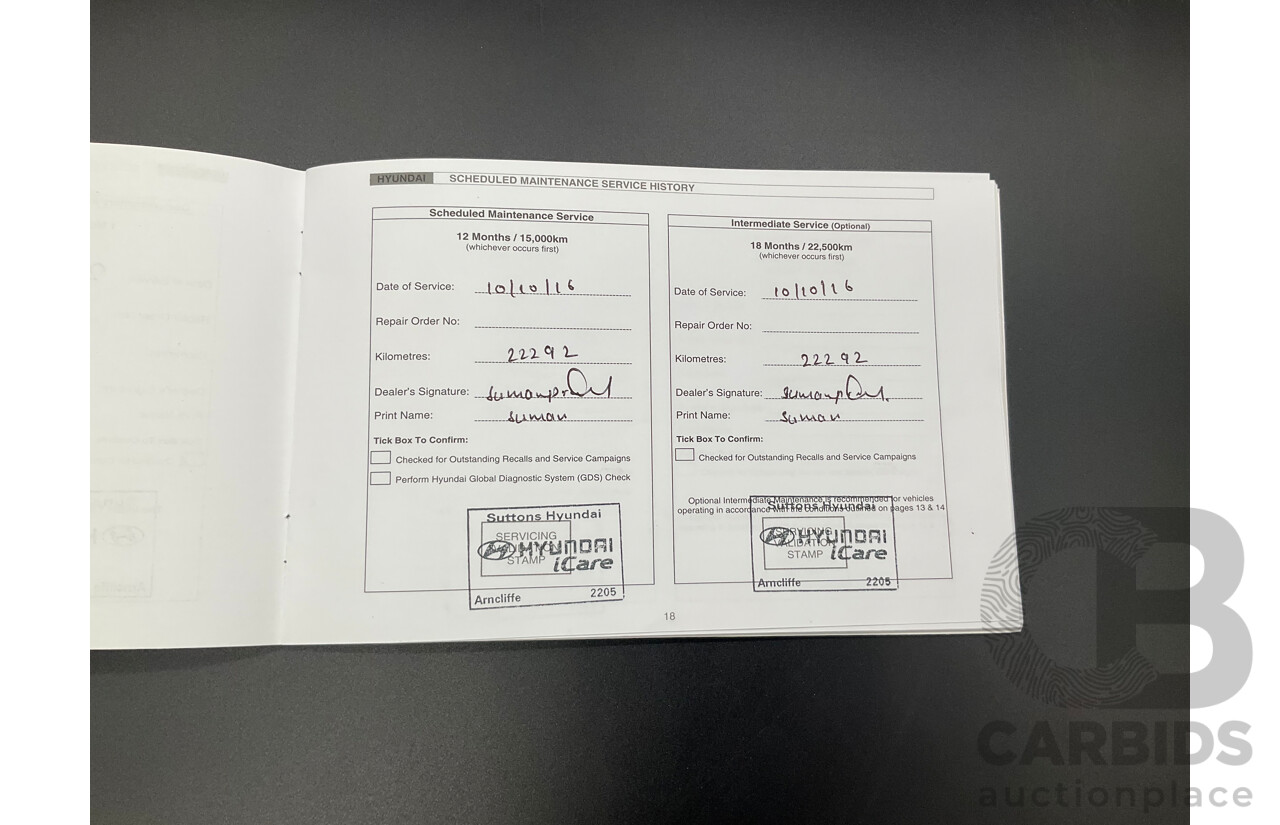 HYUNDAI SCHEDULED MAINTENANCE SERVICE HISTORY
Scheduled Maintenance Service
12 Months / 15,000km
(whichever occurs first)
Date of Service: 10/10/16
Repair Order No:
Kilometres: 22292
Dealer's Signature:
Print Name: Suman
Tick Box To Confirm:
Checked for Outstanding Recalls and Service Campaigns
Perform Hyundai Global Diagnostic System (GDS) Check
Suttons Hyundai
SERVICING
HYUNDAI
STAMP iCare
Arncliffe 2205
Intermediate Service (Optional)
18 Months / 22,500km
(whichever occurs first)
Date of Service: 10/10/16
Repair Order No:
Kilometres: 22292
Dealer's Signature:
Print Name: Suman
Tick Box To Confirm:
Checked for Outstanding Recalls and Service Campaigns
Optional Intermediate Maintenance is recommended for vehicles
operating in accordance with the conditions outlined on pages 13 & 14
Suttons Hyundai
SERVICING
VALIDATION
HYUNDAI
STAMP iCare
Arncliffe 2205
18
CB
CARBIDS
auctionplace